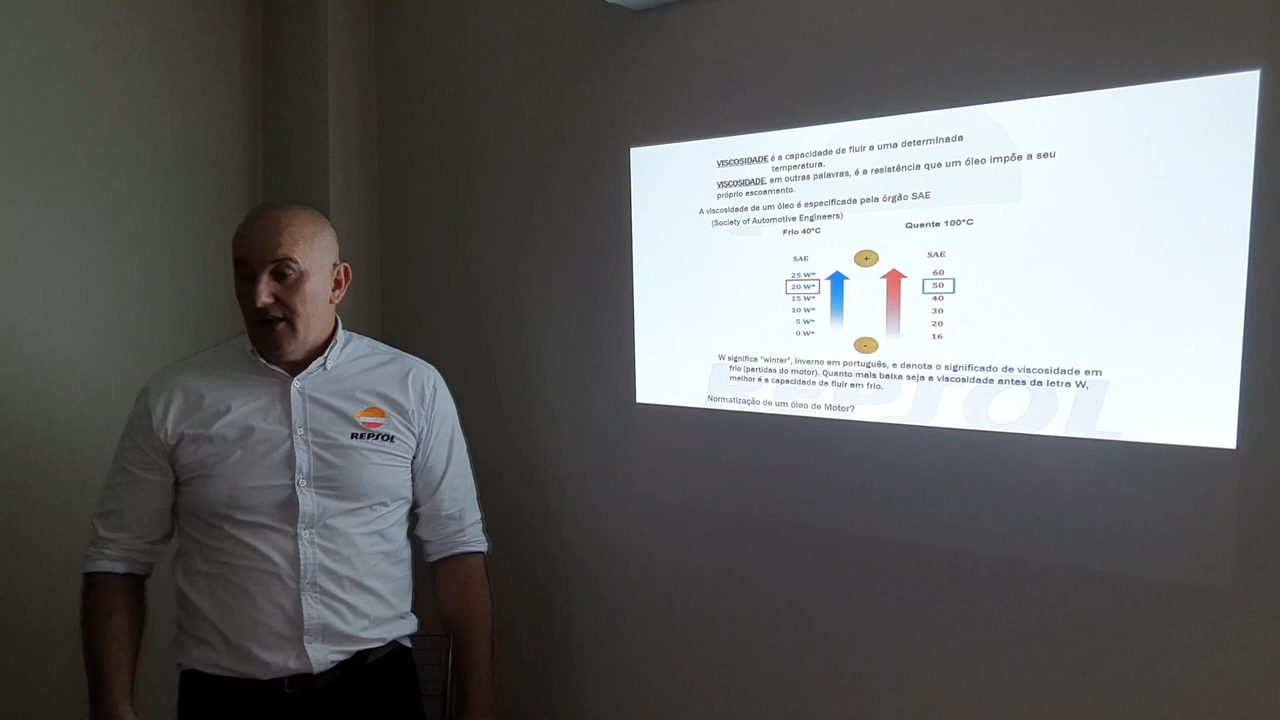 VISCOSIDADE é a capacidade de fluir a uma determinada
temperatura.
VISCOSIDADE, em outras palavras, é a resistência que um óleo impõe a seu
próprio escoamento.
A viscosidade de um óleo é especificada pela órgão SAE
(Society of Automotive Engineers)
Frio 40°C
Quente 100°C
SAE
SAE
+
25 W*
60
20 W*
50
15 W*
40
10 W*
30
5 W*
20
0 W*
16
-
W significa "winter", inverno em português, e denota o significado de viscosidade em
frio (partidas do motor). Quanto mais baixa seja a viscosidade antes da letra W,
melhor é a capacidade de fluir em frio.
Normatização de um óleo de Motor?
REPSOL
REPSOL